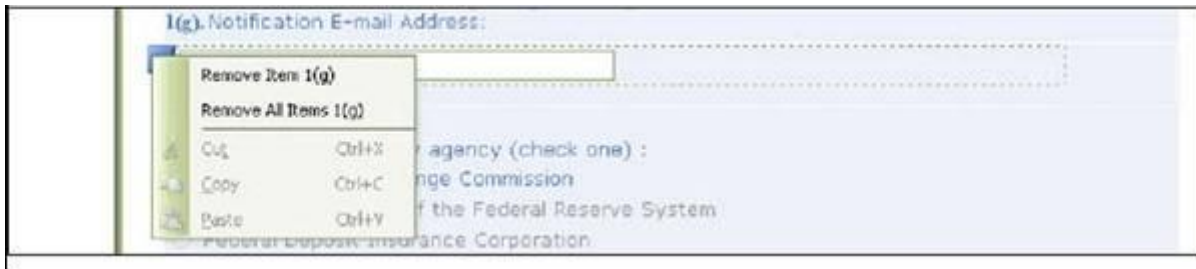 1(g). Notification E-mail Address:
Remove Item 1(g)
Remove All Items 1(g)
Cut Ctrl+X
agency (check one) :
Copy Ctrl+C
nge Commission
Paste Ctrl+V
f the Federal Reserve System
Federal Deposit Insurance Corporation